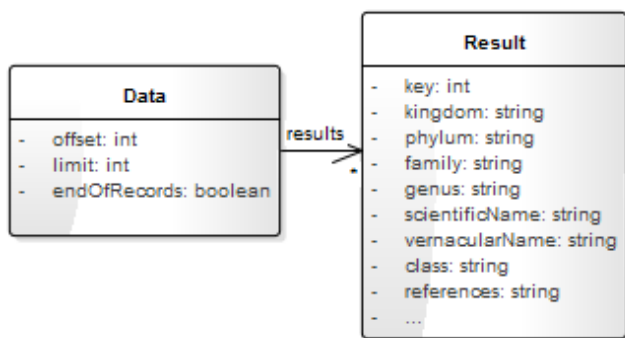 Data
- offset: int
- limit: int
- endOfRecords: boolean
results
*
Result
- key: int
- kingdom: string
- phylum: string
- family: string
- genus: string
- scientificName: string
- vernacularName: string
- class: string
- references: string
- ...